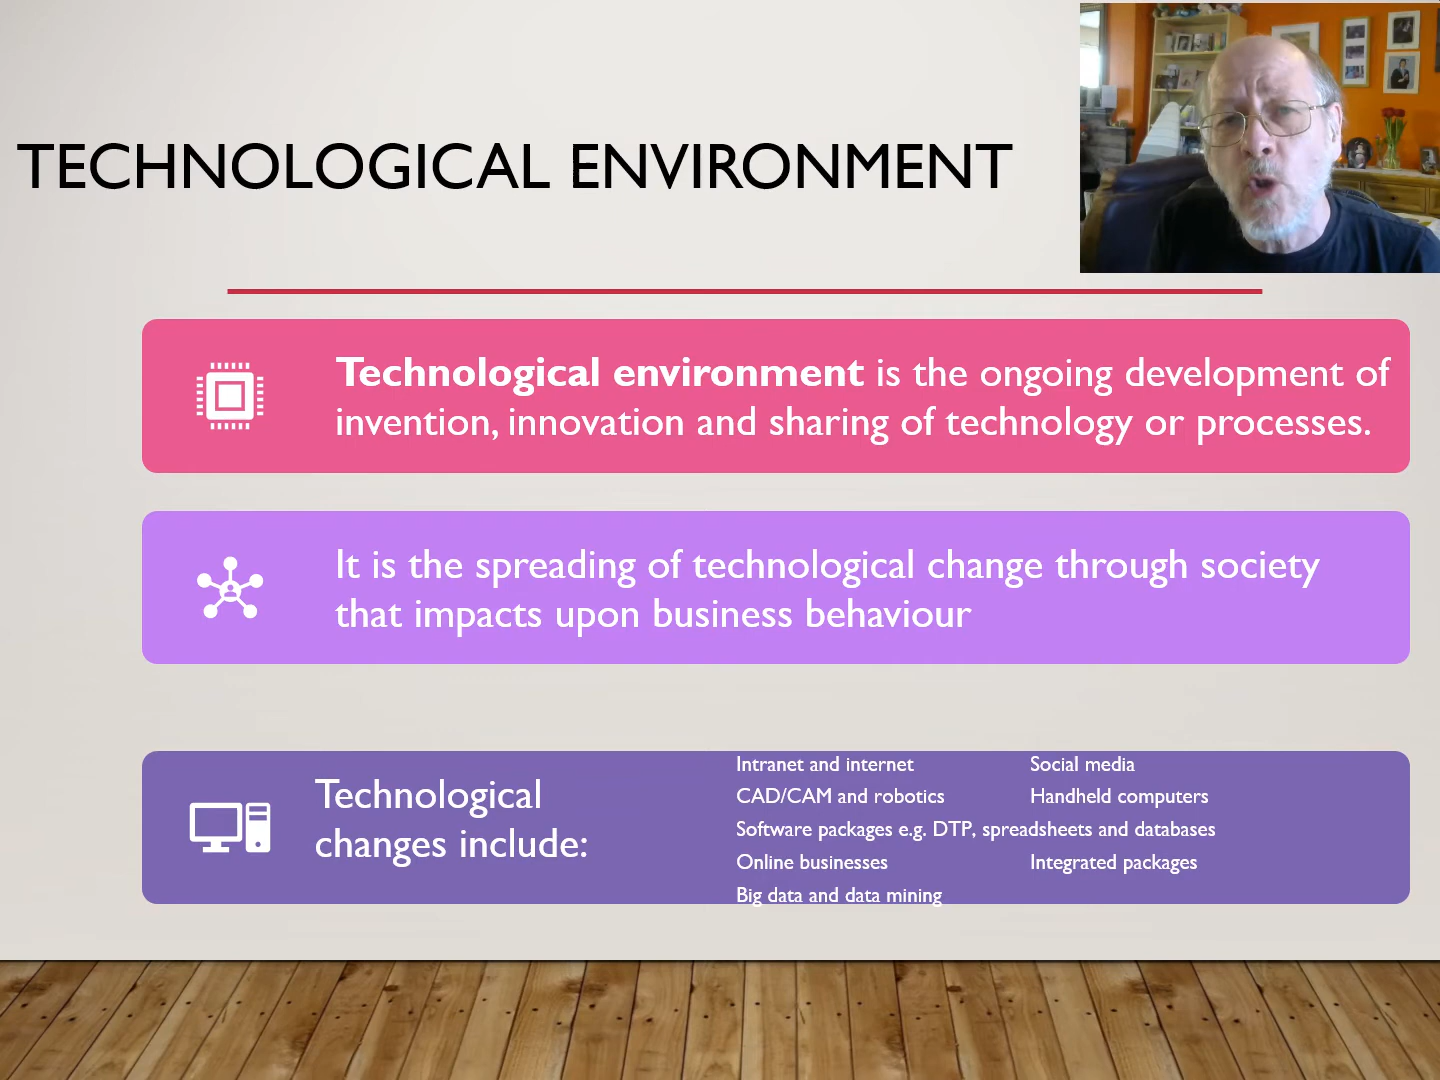 TECHNOLOGICAL ENVIRONMENT
Technological environment is the ongoing development of
invention, innovation and sharing of technology or processes.
It is the spreading of technological change through society
that impacts upon business behaviour
Technological
changes include:
Intranet and internet Social media
CAD/CAM and robotics Handheld computers
Software packages e.g. DTP, spreadsheets and databases
Online businesses Integrated packages
Big data and data mining